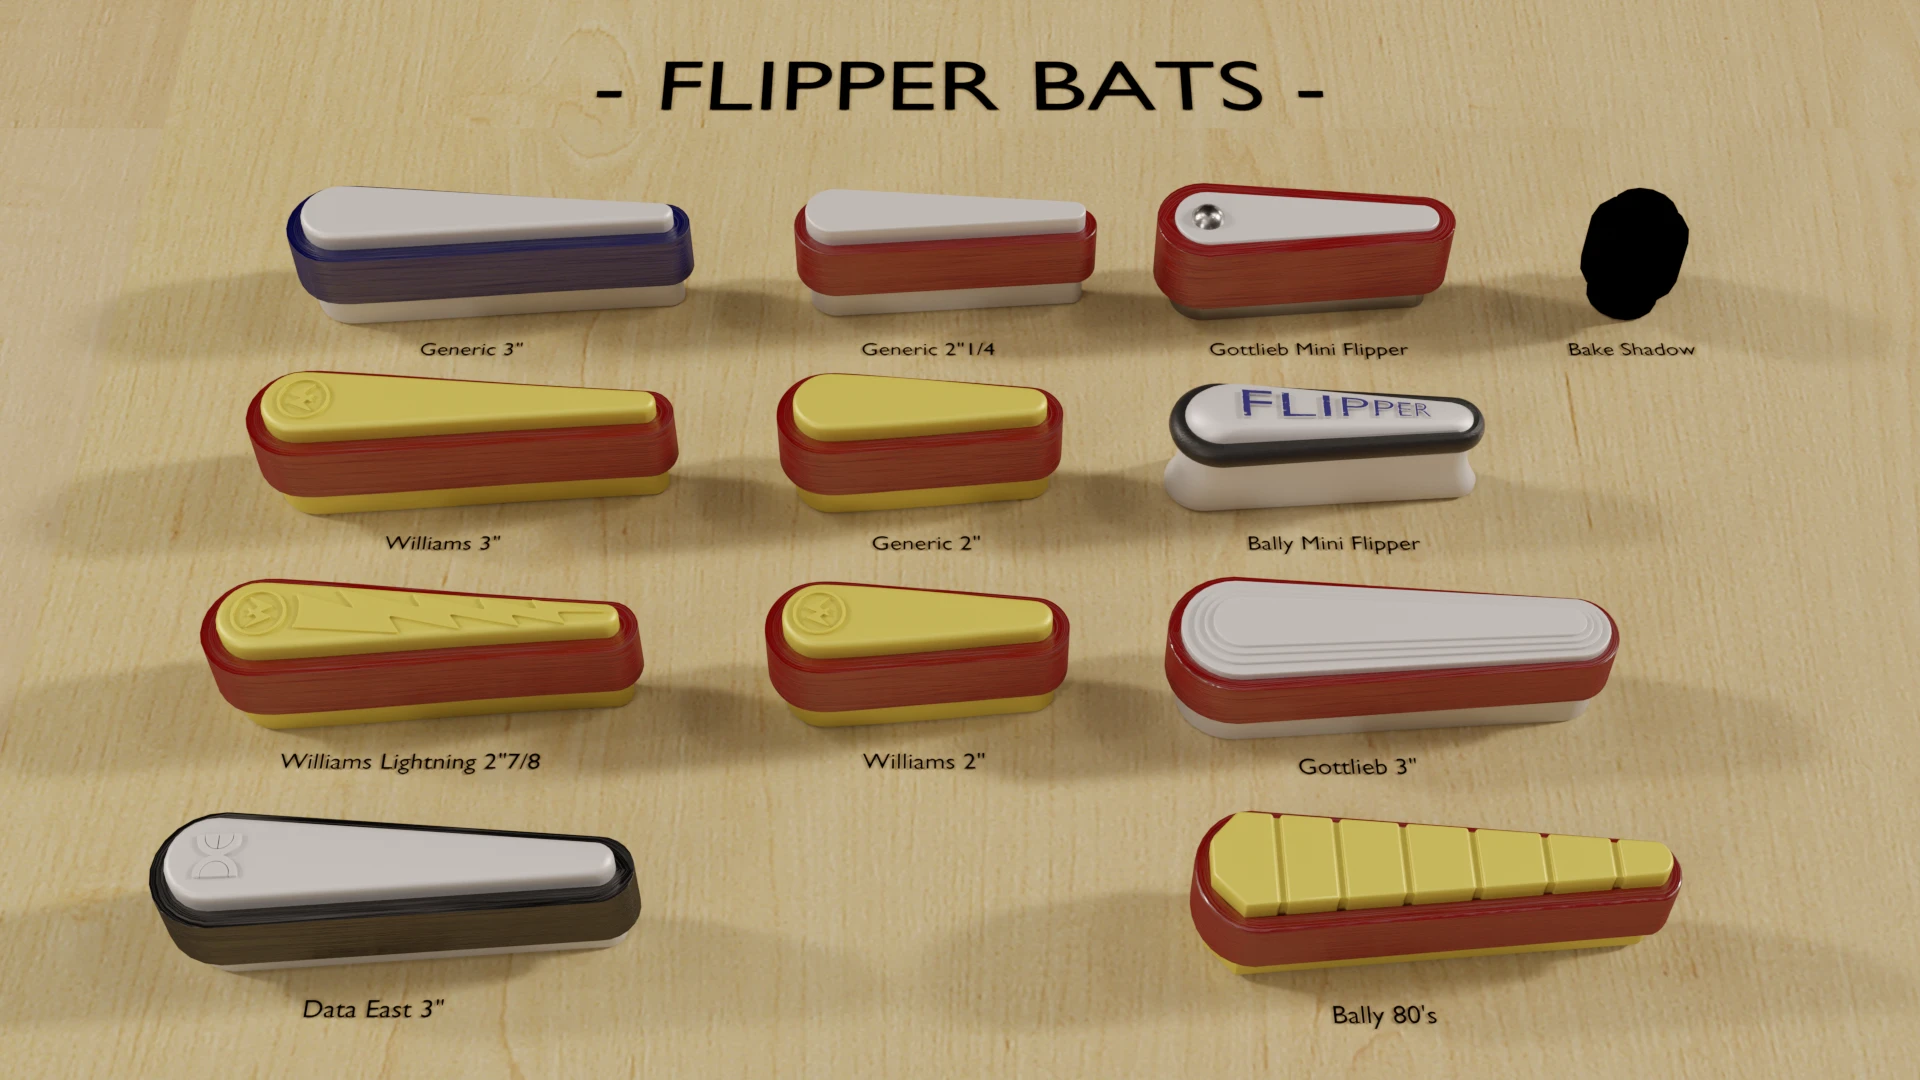 - FLIPPER BATS -
Generic 3"
Generic 2"1/4
Gottlieb Mini Flipper
Bake Shadow
FLIPPER
Williams 3"
Generic 2"
Bally Mini Flipper
Williams Lightning 2"7/8
Williams 2"
Gottlieb 3"
DE
Data East 3"
Bally 80's